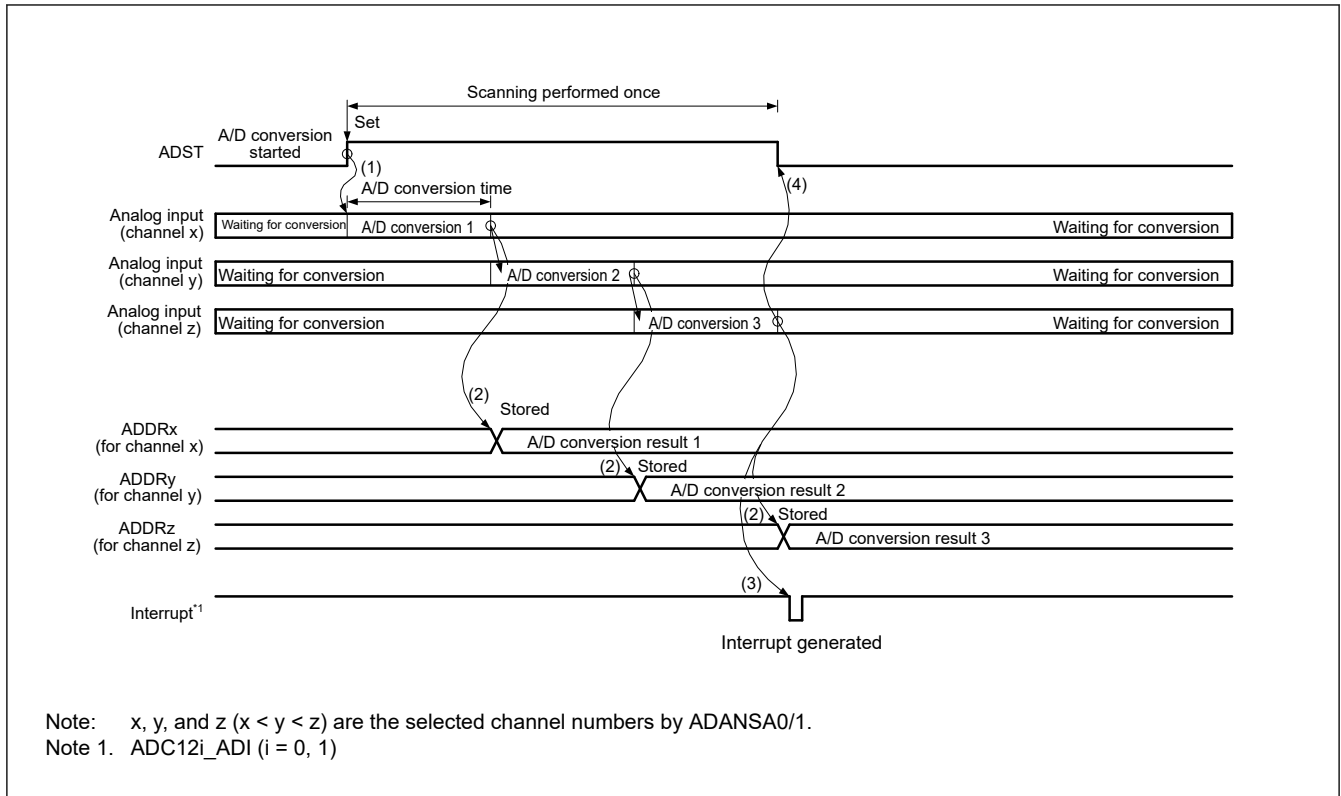 Scanning performed once
Set
A/D conversion
started
ADST
(1)
(4)
A/D conversion time
Analog input
(channel x)
Waiting for conversion
A/D conversion 1
Waiting for conversion
Analog input
(channel y)
Waiting for conversion
A/D conversion 2
Waiting for conversion
Analog input
(channel z)
Waiting for conversion
A/D conversion 3
Waiting for conversion
(2)
Stored
ADDRx
(for channel x)
A/D conversion result 1
(2)
Stored
ADDRy
(for channel y)
A/D conversion result 2
(2)
Stored
ADDRz
(for channel z)
A/D conversion result 3
(3)
Interrupt*1
Interrupt generated
Note: x, y, and z (x < y < z) are the selected channel numbers by ADANSA0/1.
Note 1. ADC12i_ADI (i = 0, 1)